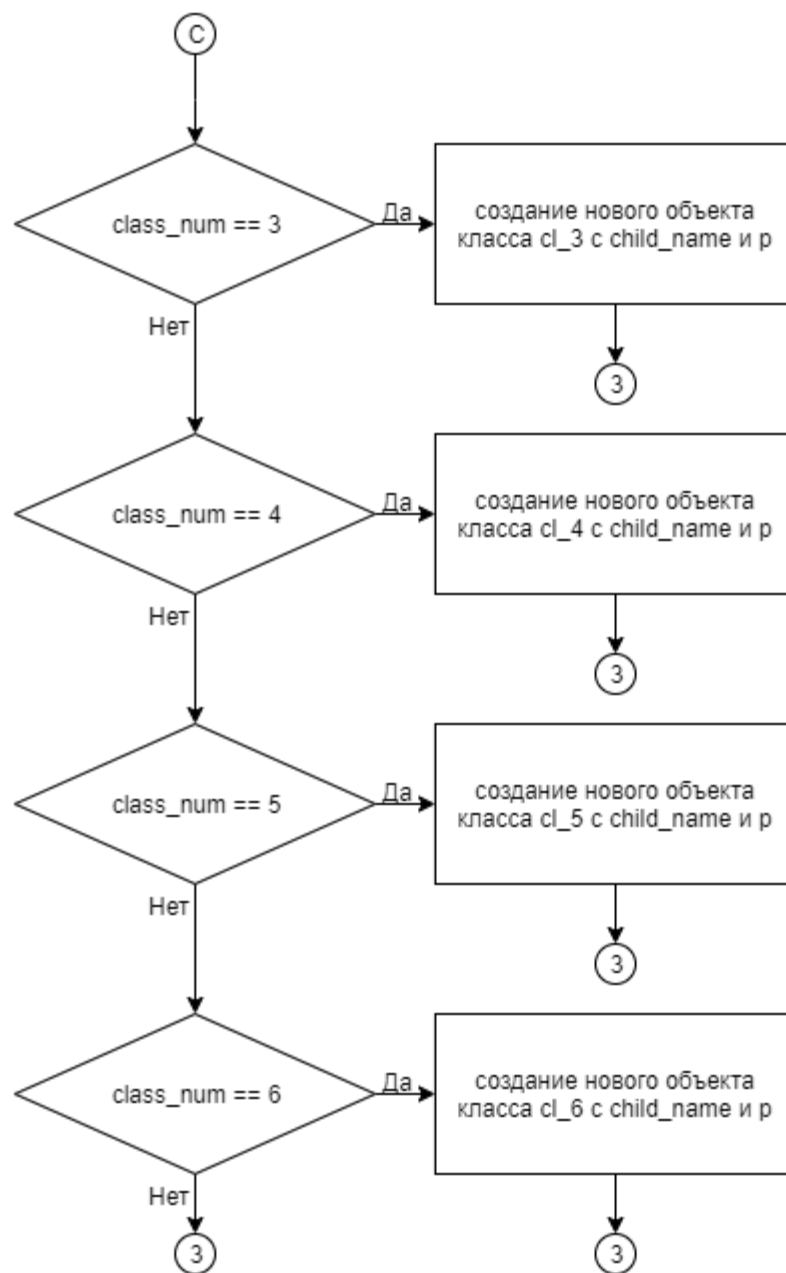 C
class_num == 3
Да
создание нового объекта
класса cl_3 с child_name и p
Нет
3
class_num == 4
Да
создание нового объекта
класса cl_4 с child_name и p
Нет
3
class_num == 5
Да
создание нового объекта
класса cl_5 с child_name и p
Нет
3
class_num == 6
Да
создание нового объекта
класса cl_6 с child_name и p
Нет
3
3